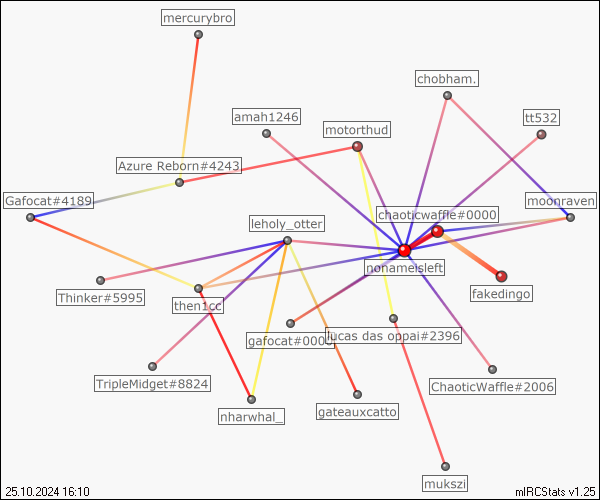 mercurybro
chobham.
amah1246
tt532
motorthud
Azure Reborn#4243
Gafocat#4189
moonraven
chaoticwaffle#0000
leholy_otter
nonameisleft
fakedingo
Thinker#5995
then1cc
gafocat#000
lucas das oppai#2396
TripleMidget#8824
ChaoticWaffle#2006
nharwhal_
gateauxcatto
mukszi
25.10.2024 16:10
mIRCStats v1.25